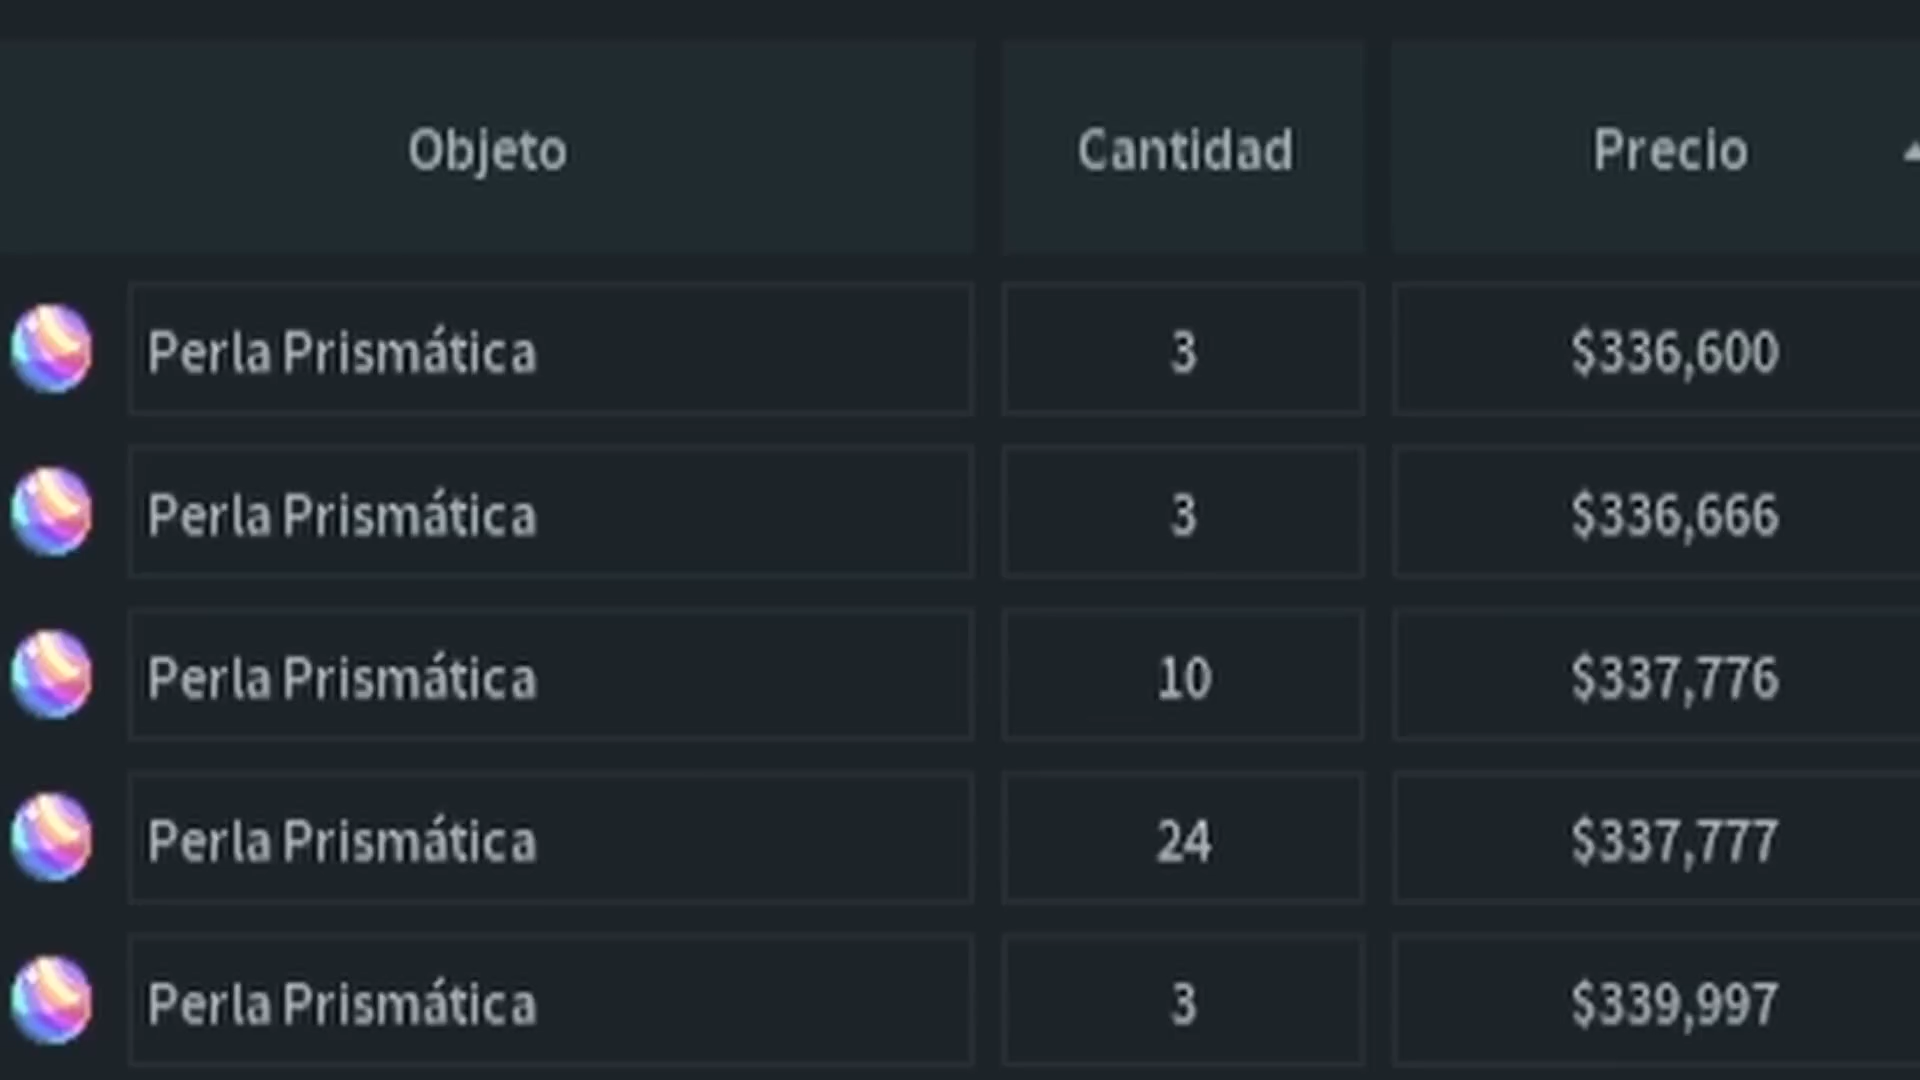 Objeto Cantidad Precio
Perla Prismática 3 $336,600
Perla Prismática 3 $336,666
Perla Prismática 10 $337,776
Perla Prismática 24 $337,777
Perla Prismática 3 $339,997